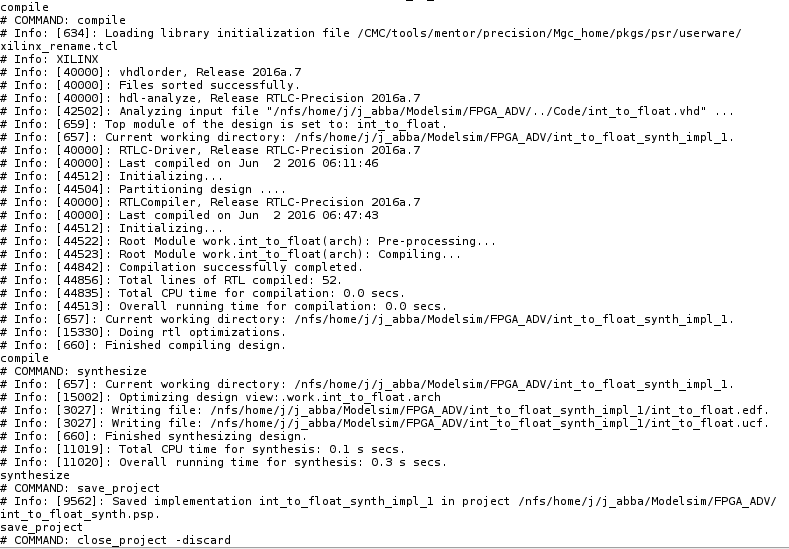 compile
# COMMAND: compile
# Info: [634]: Loading library initialization file /CMC/tools/mentor/precision/Mgc_home/pkgs/psr/userware/
xilinx_rename.tcl
# Info: XILINX
# Info: [40000]: vhdlorder, Release 2016a.7
# Info: [40000]: Files sorted successfully.
# Info: [40000]: hdl-analyze, Release RTLC-Precision 2016a.7
# Info: [42502]: Analyzing input file "/nfs/home/j/j_abba/Modelsim/FPGA_ADV/../Code/int_to_float.vhd" ...
# Info: [659]: Top module of the design is set to: int_to_float.
# Info: [657]: Current working directory: /nfs/home/j/j_abba/Modelsim/FPGA_ADV/int_to_float_synth_impl_1.
# Info: [40000]: RTLC-Driver, Release RTLC-Precision 2016a.7
# Info: [40000]: Last compiled on Jun  2 2016 06:11:46
# Info: [44512]: Initializing...
# Info: [44504]: Partitioning design ....
# Info: [40000]: RTLCompiler, Release RTLC-Precision 2016a.7
# Info: [40000]: Last compiled on Jun  2 2016 06:47:43
# Info: [44512]: Initializing...
# Info: [44522]: Root Module work.int_to_float(arch): Pre-processing...
# Info: [44523]: Root Module work.int_to_float(arch): Compiling...
# Info: [44842]: Compilation successfully completed.
# Info: [44856]: Total lines of RTL compiled: 52.
# Info: [44835]: Total CPU time for compilation: 0.0 secs.
# Info: [44513]: Overall running time for compilation: 0.0 secs.
# Info: [657]: Current working directory: /nfs/home/j/j_abba/Modelsim/FPGA_ADV/int_to_float_synth_impl_1.
# Info: [15330]: Doing rtl optimizations.
# Info: [660]: Finished compiling design.
compile
# COMMAND: synthesize
# Info: [657]: Current working directory: /nfs/home/j/j_abba/Modelsim/FPGA_ADV/int_to_float_synth_impl_1.
# Info: [15002]: Optimizing design view:.work.int_to_float.arch
# Info: [3027]: Writing file: /nfs/home/j/j_abba/Modelsim/FPGA_ADV/int_to_float_synth_impl_1/int_to_float.edf.
# Info: [3027]: Writing file: /nfs/home/j/j_abba/Modelsim/FPGA_ADV/int_to_float_synth_impl_1/int_to_float.ucf.
# Info: [660]: Finished synthesizing design.
# Info: [11019]: Total CPU time for synthesis: 0.1 s secs.
# Info: [11020]: Overall running time for synthesis: 0.3 s secs.
synthesize
# COMMAND: save_project
# Info: [9562]: Saved implementation int_to_float_synth_impl_1 in project /nfs/home/j/j_abba/Modelsim/FPGA_ADV/
int_to_float_synth.psp.
save_project
# COMMAND: close_project -discard